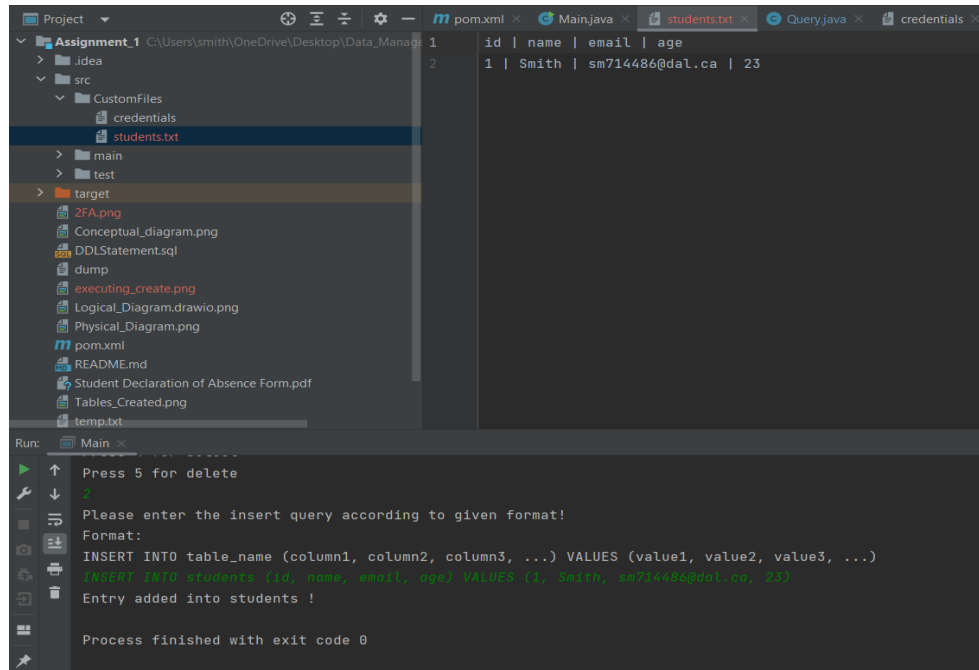 Project
Assignment_1 C:\Users\smith\OneDrive\Desktop\Data_Manage
.idea
src
CustomFiles
credentials
students.txt
main
test
target
2FA.png
Conceptual_diagram.png
DDLStatement.sql
dump
executing_create.png
Logical_Diagram.drawio.png
Physical_Diagram.png
pom.xml
README.md
Student Declaration of Absence Form.pdf
Tables_Created.png
temp.txt
pom.xml Main.java students.txt Query.java credentials
1 id | name | email | age
2 1 | Smith | sm714486@dal.ca | 23
Run: Main
Press 5 for delete
2
Please enter the insert query according to given format!
Format:
INSERT INTO table_name (column1, column2, column3, ...) VALUES (value1, value2, value3, ...)
INSERT INTO students (id, name, email, age) VALUES (1, Smith, sm714486@dal.ca, 23)
Entry added into students !
Process finished with exit code 0